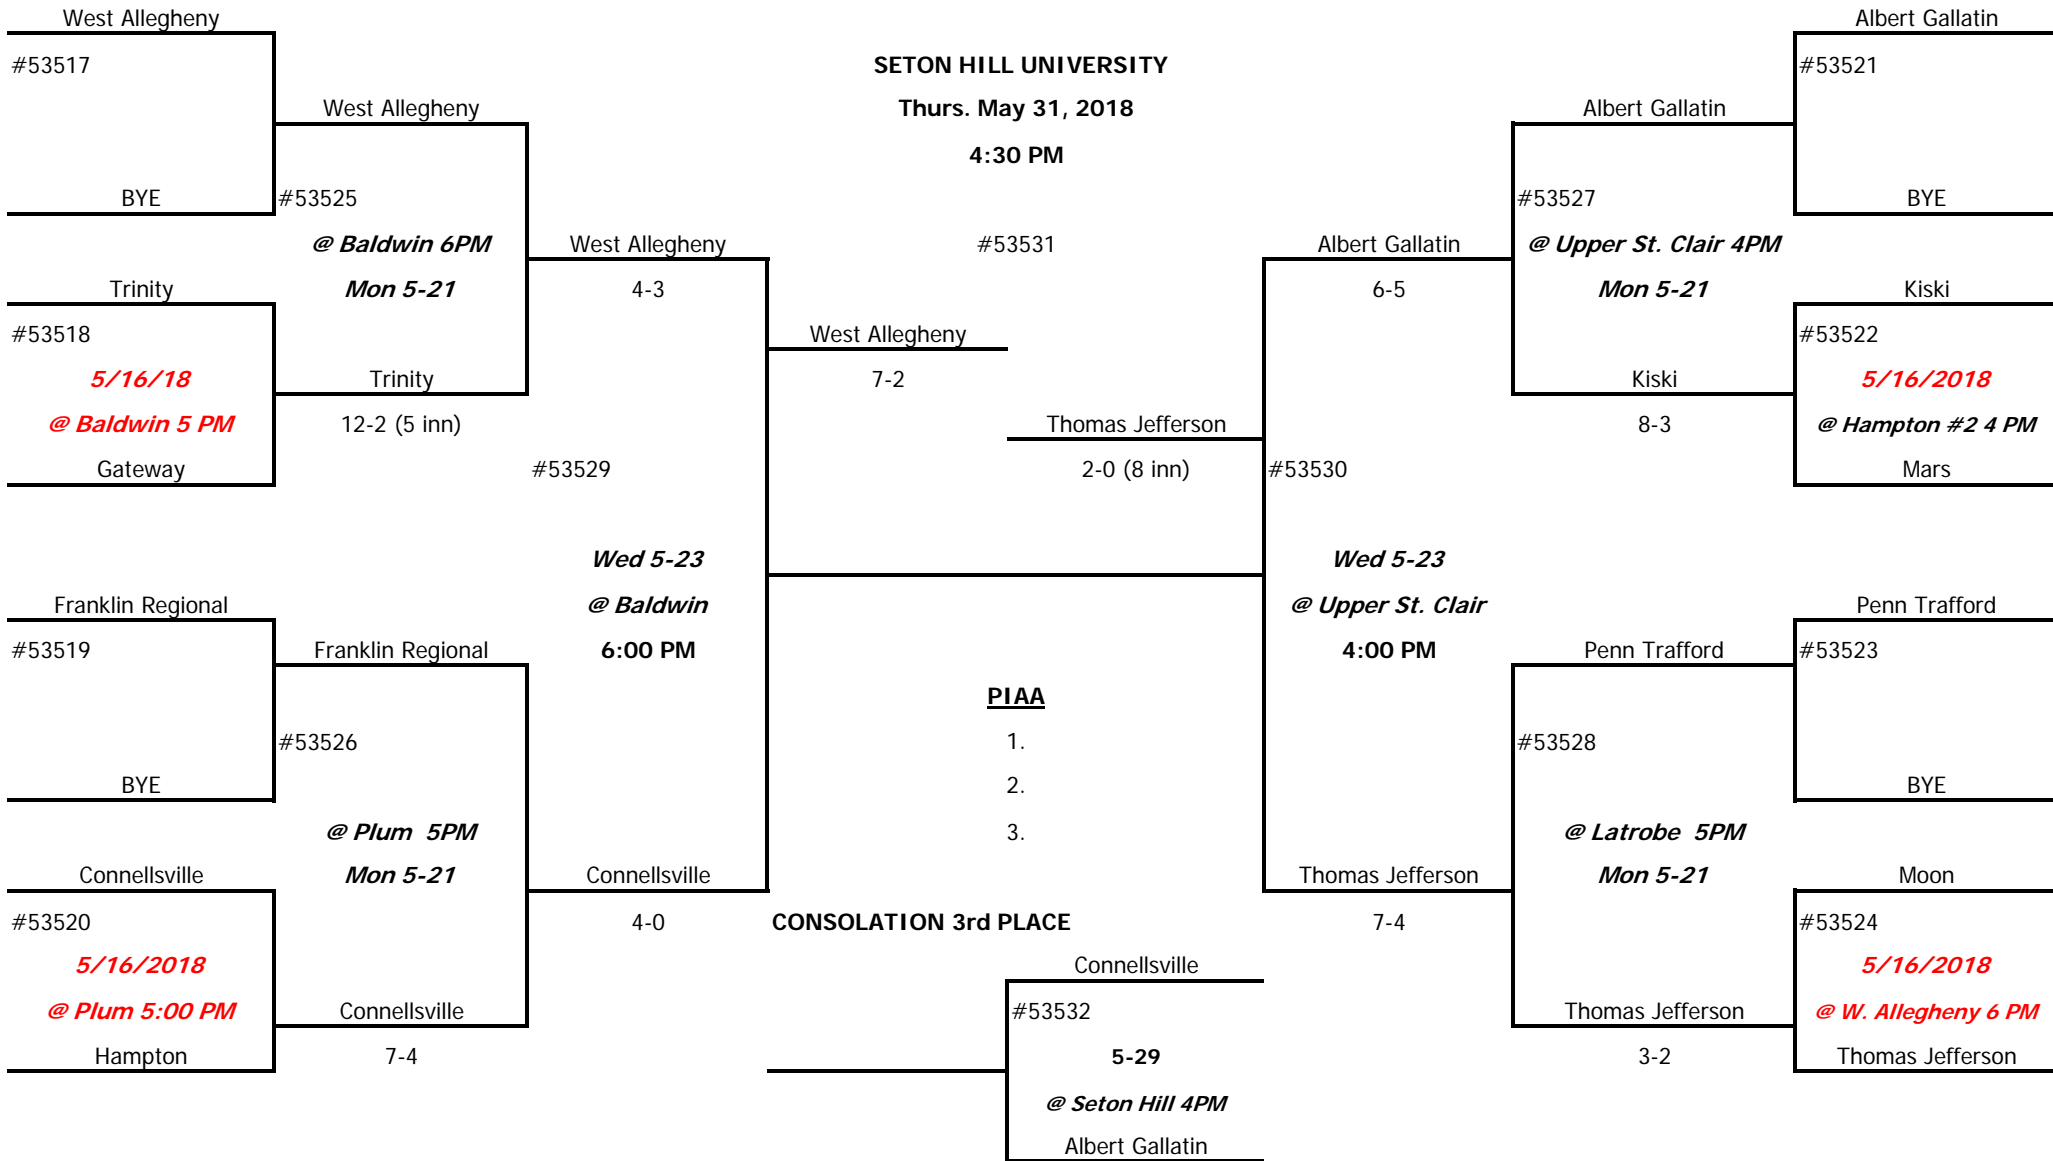 West Allegheny
Albert Gallatin
#53517
SETON HILL UNIVERSITY
#53521
West Allegheny
Thurs. May 31, 2018
Albert Gallatin
4:30 PM
BYE
#53525
#53527
BYE
@ Baldwin 6PM
West Allegheny
#53531
Albert Gallatin
@ Upper St. Clair 4PM
Trinity
Mon 5-21
4-3
6-5
Mon 5-21
Kiski
#53518
West Allegheny
#53522
5/16/18
Trinity
7-2
Kiski
5/16/2018
@ Baldwin 5 PM
12-2 (5 inn)
Thomas Jefferson
8-3
@ Hampton #2 4 PM
Gateway
#53529
2-0 (8 inn)
#53530
Mars
Wed 5-23
Wed 5-23
Franklin Regional
@ Baldwin
@ Upper St. Clair
Penn Trafford
#53519
Franklin Regional
6:00 PM
4:00 PM
Penn Trafford
#53523
PIAA
#53526
1.
#53528
BYE
2.
BYE
@ Plum 5PM
3.
@ Latrobe 5PM
Connellsville
Mon 5-21
Connellsville
Thomas Jefferson
Mon 5-21
Moon
#53520
4-0
CONSOLATION 3rd PLACE
7-4
#53524
5/16/2018
Connellsville
5/16/2018
@ Plum 5:00 PM
Connellsville
#53532
Thomas Jefferson
@ W. Allegheny 6 PM
Hampton
7-4
5-29
3-2
Thomas Jefferson
@ Seton Hill 4PM
Albert Gallatin